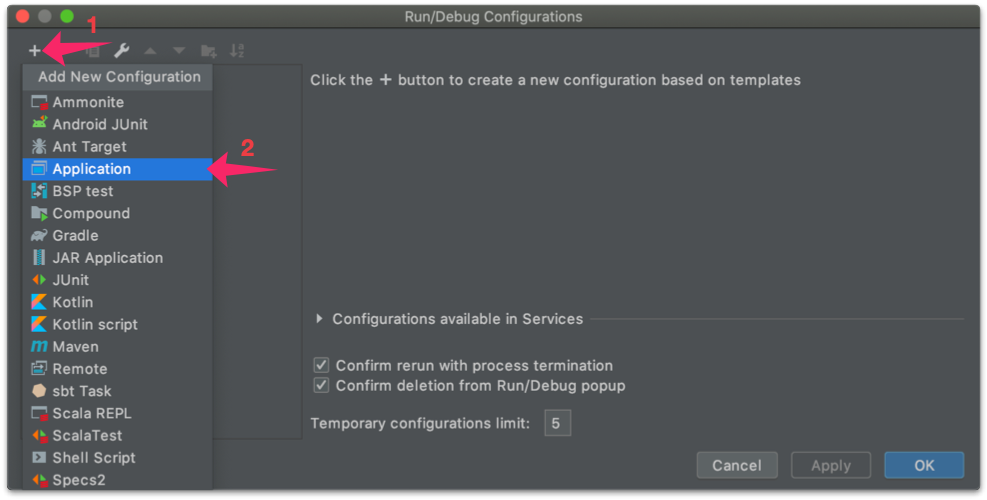 Run/Debug Configurations
1
Add New Configuration
Click the + button to create a new configuration based on templates
Ammonite
Android JUnit
Ant Target
Application
2
BSP test
Compound
Gradle
JAR Application
JUnit
Kotlin
Kotlin script
Maven
Remote
sbt Task
Scala REPL
ScalaTest
Shell Script
Specs2
Configurations available in Services
Confirm rerun with process termination
Confirm deletion from Run/Debug popup
Temporary configurations limit: 5
Cancel Apply OK